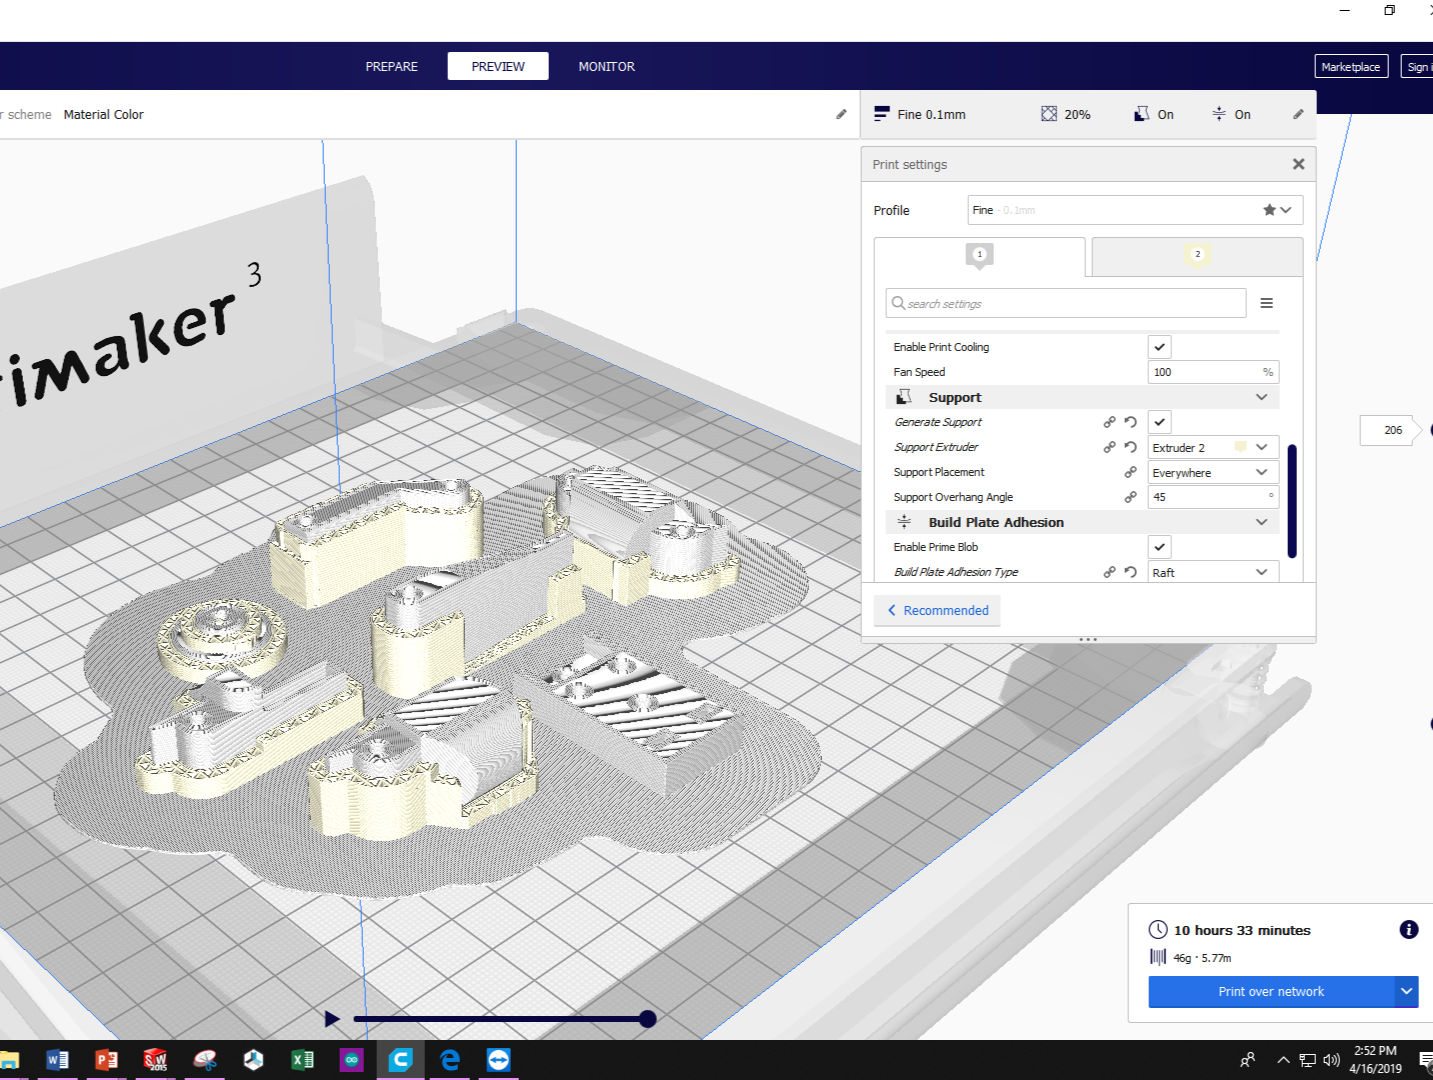 PREPARE
PREVIEW
MONITOR
Marketplace
Sign i
r scheme Material Color
Fine 0.1mm
20%
On
On
Print settings
Profile
Fine - 0.1mm
1
2
search settings
Enable Print Cooling
Fan Speed
100 %
Support
Generate Support
Support Extruder
Extruder 2
Support Placement
Everywhere
Support Overhang Angle
45 °
Build Plate Adhesion
Enable Prime Blob
Build Plate Adhesion Type
Raft
Recommended
206
imaker 3
10 hours 33 minutes
46g · 5.77m
Print over network
2015
2:52 PM
4/16/2019